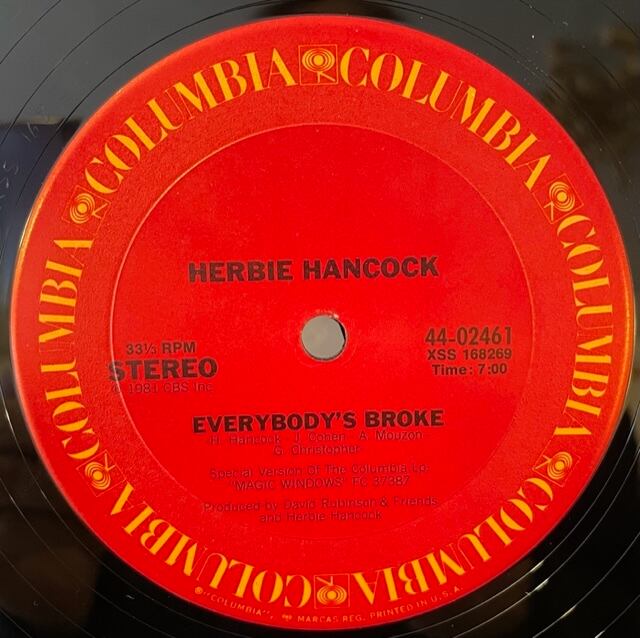 COLUMBIA COLUMBIA COLUMBIA COLUMBIA COLUMBIA COLUMBIA COLUMBIA
HERBIE HANCOCK
33⅓ RPM
STEREO
℗ 1981 CBS Inc.
44-02461
XSS 168269
Time: 7:00
EVERYBODY'S BROKE
H. Hancock J. Cohen A. Mouzon
G. Christopher
Special Version Of The Columbia Lp:
"MAGIC WINDOWS" FC 37387
Produced by David Rubinson & Friends
and Herbie Hancock
®"COLUMBIA", MARCAS REG. PRINTED IN U.S.A.